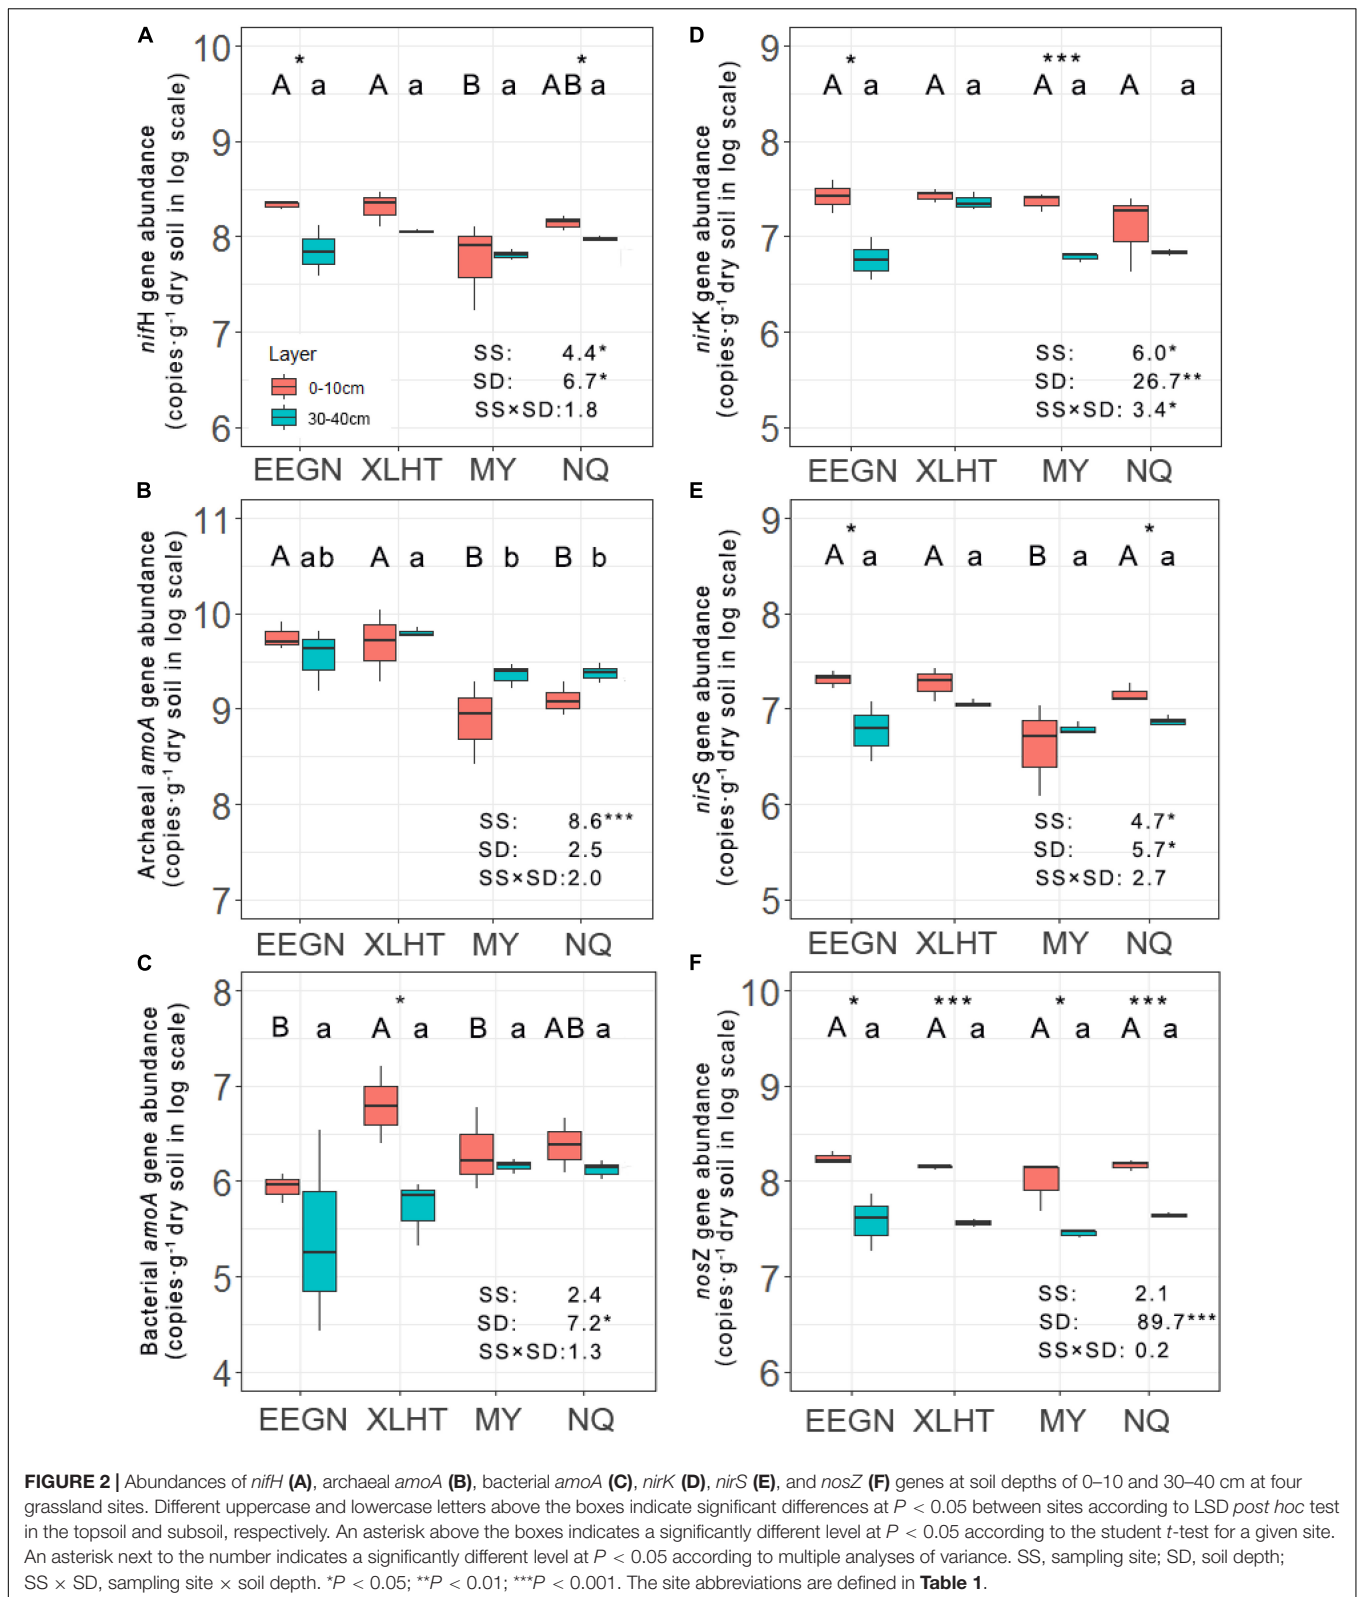 A
nifH gene abundance
(copies·g⁻¹ dry soil in log scale)
10
9
8
7
6
* *
A a A a B a AB a
Layer
0-10cm
30-40cm
SS: 4.4*
SD: 6.7*
SS×SD:1.8
EEGN XLHT MY NQ
B
Archaeal amoA gene abundance
(copies·g⁻¹ dry soil in log scale)
11
10
9
8
7
A ab A a B b B b
SS: 8.6***
SD: 2.5
SS×SD:2.0
EEGN XLHT MY NQ
C
Bacterial amoA gene abundance
(copies·g⁻¹ dry soil in log scale)
8
7
6
5
4
*
B a A a B a AB a
SS: 2.4
SD: 7.2*
SS×SD:1.3
EEGN XLHT MY NQ
D
nirK gene abundance
(copies·g⁻¹ dry soil in log scale)
9
8
7
6
5
* ***
A a A a A a A a
SS: 6.0*
SD: 26.7**
SS×SD: 3.4*
EEGN XLHT MY NQ
E
nirS gene abundance
(copies·g⁻¹ dry soil in log scale)
9
8
7
6
5
* *
A a A a B a A a
SS: 4.7*
SD: 5.7*
SS×SD: 2.7
EEGN XLHT MY NQ
F
nosZ gene abundance
(copies·g⁻¹ dry soil in log scale)
10
9
8
7
6
* *** * ***
A a A a A a A a
SS: 2.1
SD: 89.7***
SS×SD: 0.2
EEGN XLHT MY NQ
FIGURE 2 | Abundances of nifH (A), archaeal amoA (B), bacterial amoA (C), nirK (D), nirS (E), and nosZ (F) genes at soil depths of 0–10 and 30–40 cm at four
grassland sites. Different uppercase and lowercase letters above the boxes indicate significant differences at P < 0.05 between sites according to LSD post hoc test
in the topsoil and subsoil, respectively. An asterisk above the boxes indicates a significantly different level at P < 0.05 according to the student t-test for a given site.
An asterisk next to the number indicates a significantly different level at P < 0.05 according to multiple analyses of variance. SS, sampling site; SD, soil depth;
SS × SD, sampling site × soil depth. *P < 0.05; **P < 0.01; ***P < 0.001. The site abbreviations are defined in Table 1.